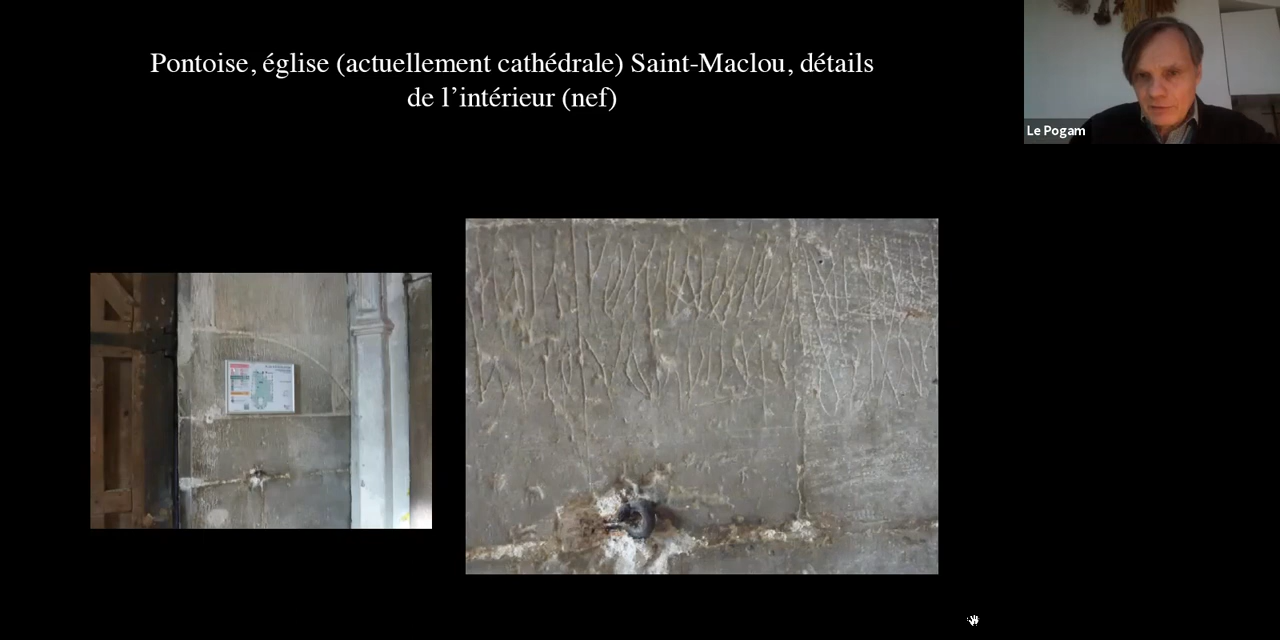 Pontoise, église (actuellement cathédrale) Saint-Maclou, détails
de l’intérieur (nef)
Le Pogam